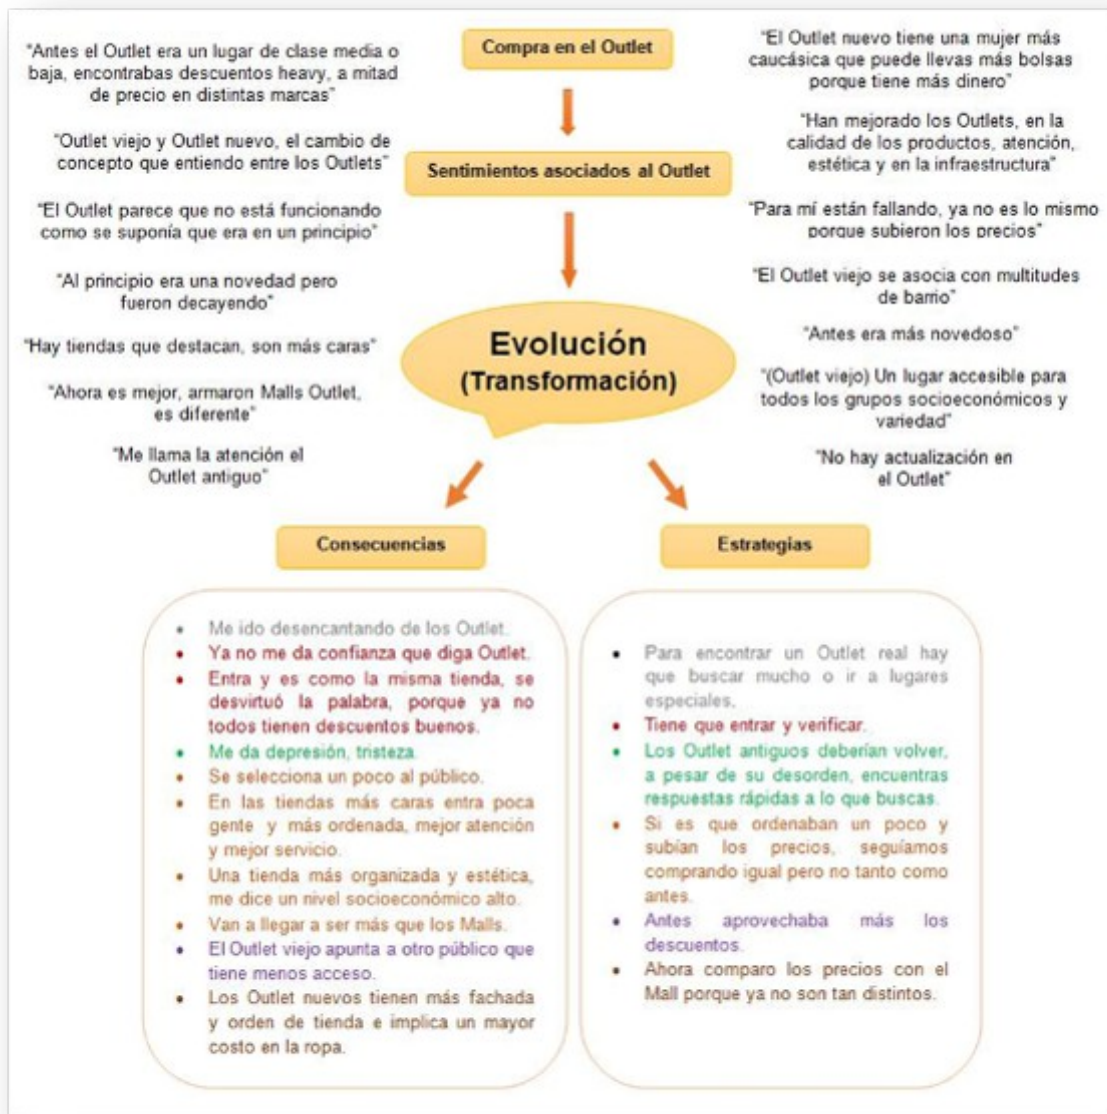 Compra en el Outlet
Sentimientos asociados al Outlet
Evolución
(Transformación)
“Antes el Outlet era un lugar de clase media o
baja, encontrabas descuentos heavy, a mitad
de precio en distintas marcas”
“Outlet viejo y Outlet nuevo, el cambio de
concepto que entiendo entre los Outlets”
“El Outlet parece que no está funcionando
como se suponía que era en un principio”
“Al principio era una novedad pero
fueron decayendo”
“Hay tiendas que destacan, son más caras”
“Ahora es mejor, armaron Malls Outlet,
es diferente”
“Me llama la atención el
Outlet antiguo”
“El Outlet nuevo tiene una mujer más
caucásica que puede llevas más bolsas
porque tiene más dinero”
“Han mejorado los Outlets, en la
calidad de los productos, atención,
estética y en la infraestructura”
“Para mí están fallando, ya no es lo mismo
porque subieron los precios”
“El Outlet viejo se asocia con multitudes
de barrio”
“Antes era más novedoso”
“(Outlet viejo) Un lugar accesible para
todos los grupos socioeconómicos y
variedad”
“No hay actualización en
el Outlet”
Consecuencias
• Me ido desencantando de los Outlet.
• Ya no me da confianza que diga Outlet.
• Entra y es como la misma tienda, se
desvirtuó la palabra, porque ya no
todos tienen descuentos buenos.
• Me da depresión, tristeza.
• Se selecciona un poco al público.
• En las tiendas más caras entra poca
gente y más ordenada, mejor atención
y mejor servicio.
• Una tienda más organizada y estética,
me dice un nivel socioeconómico alto.
• Van a llegar a ser más que los Malls.
• El Outlet viejo apunta a otro público que
tiene menos acceso.
• Los Outlet nuevos tienen más fachada
y orden de tienda e implica un mayor
costo en la ropa.
Estrategias
• Para encontrar un Outlet real hay
que buscar mucho o ir a lugares
especiales.
• Tiene que entrar y verificar.
• Los Outlet antiguos deberían volver,
a pesar de su desorden, encuentras
respuestas rápidas a lo que buscas.
• Si es que ordenaban un poco y
subían los precios, seguíamos
comprando igual pero no tanto como
antes.
• Antes aprovechaba más los
descuentos.
• Ahora comparo los precios con el
Mall porque ya no son tan distintos.